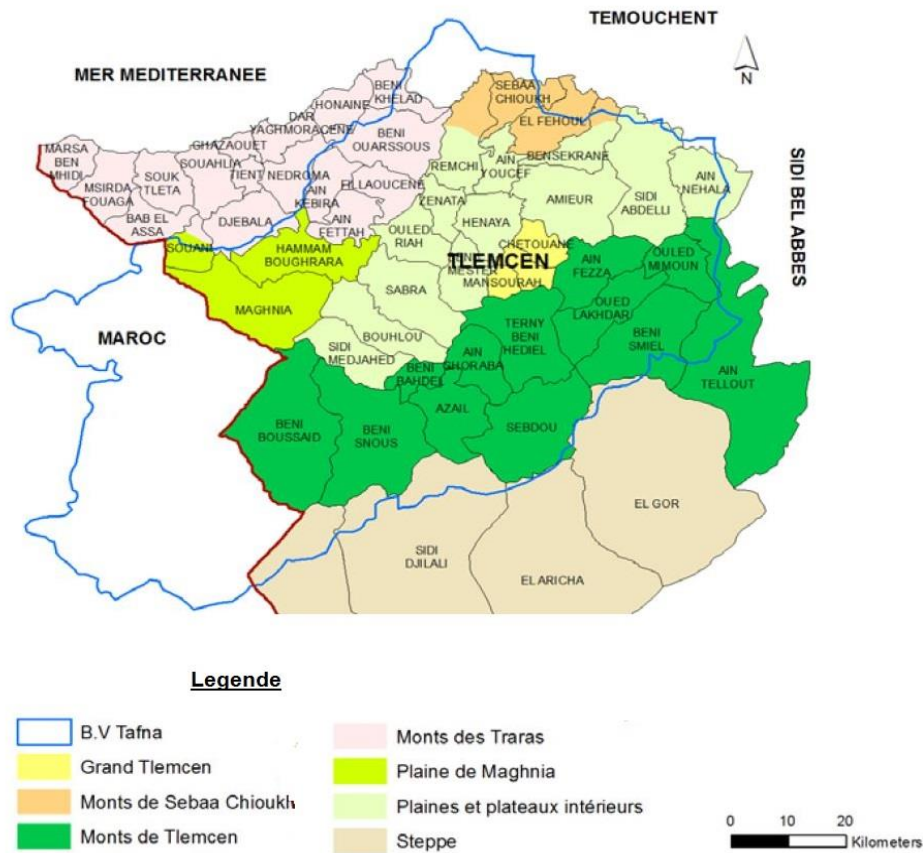 TEMOUCHENT
MER MEDITERRANEE
N
SIDI BEL ABBES
MAROC
BENI
KHELAD
HONAINE
DAR
YAGHMORACENE
GHAZAOUET
SOUAHLIA
TIENT
NEDROMA
BENI
OUARSSOUS
MARSA
BEN
MHIDI
MSIRDA
FOUAGA
SOUK
TLETA
BAB EL
ASSA
DJEBALA
AIN
KEBIRA
FILLAOUCENE
AIN
FETTAH
SEBAA
CHIOUKH
EL FEHOUL
BENSEKRANE
REMCHI
AIN
YOUCEF
ZENATA
HENAYA
AMIEUR
SIDI
ABDELLI
AIN
NEHALA
OULED
RIAH
SOUANI
HAMMAM
BOUGHRARA
MAGHNIA
SABRA
BOUHLOU
SIDI
MEDJAHED
CHETOUANE
TLEMCEN
MESTER
MANSOURAH
AIN
FEZZA
OULED
MIMOUN
OUED
LAKHDAR
TERNY
BENI
HEDIEL
BENI
SMIEL
AIN
TELLOUT
AIN
GHORABA
BENI
BAHDEL
AZAIL
SEBDOU
BENI
BOUSSAID
BENI
SNOUS
SIDI
DJILALI
EL ARICHA
EL GOR
Legende
B.V Tafna
Grand Tlemcen
Monts de Sebaa Chioukh
Monts de Tlemcen
Monts des Traras
Plaine de Maghnia
Plaines et plateaux intérieurs
Steppe
0 10 20
Kilometers